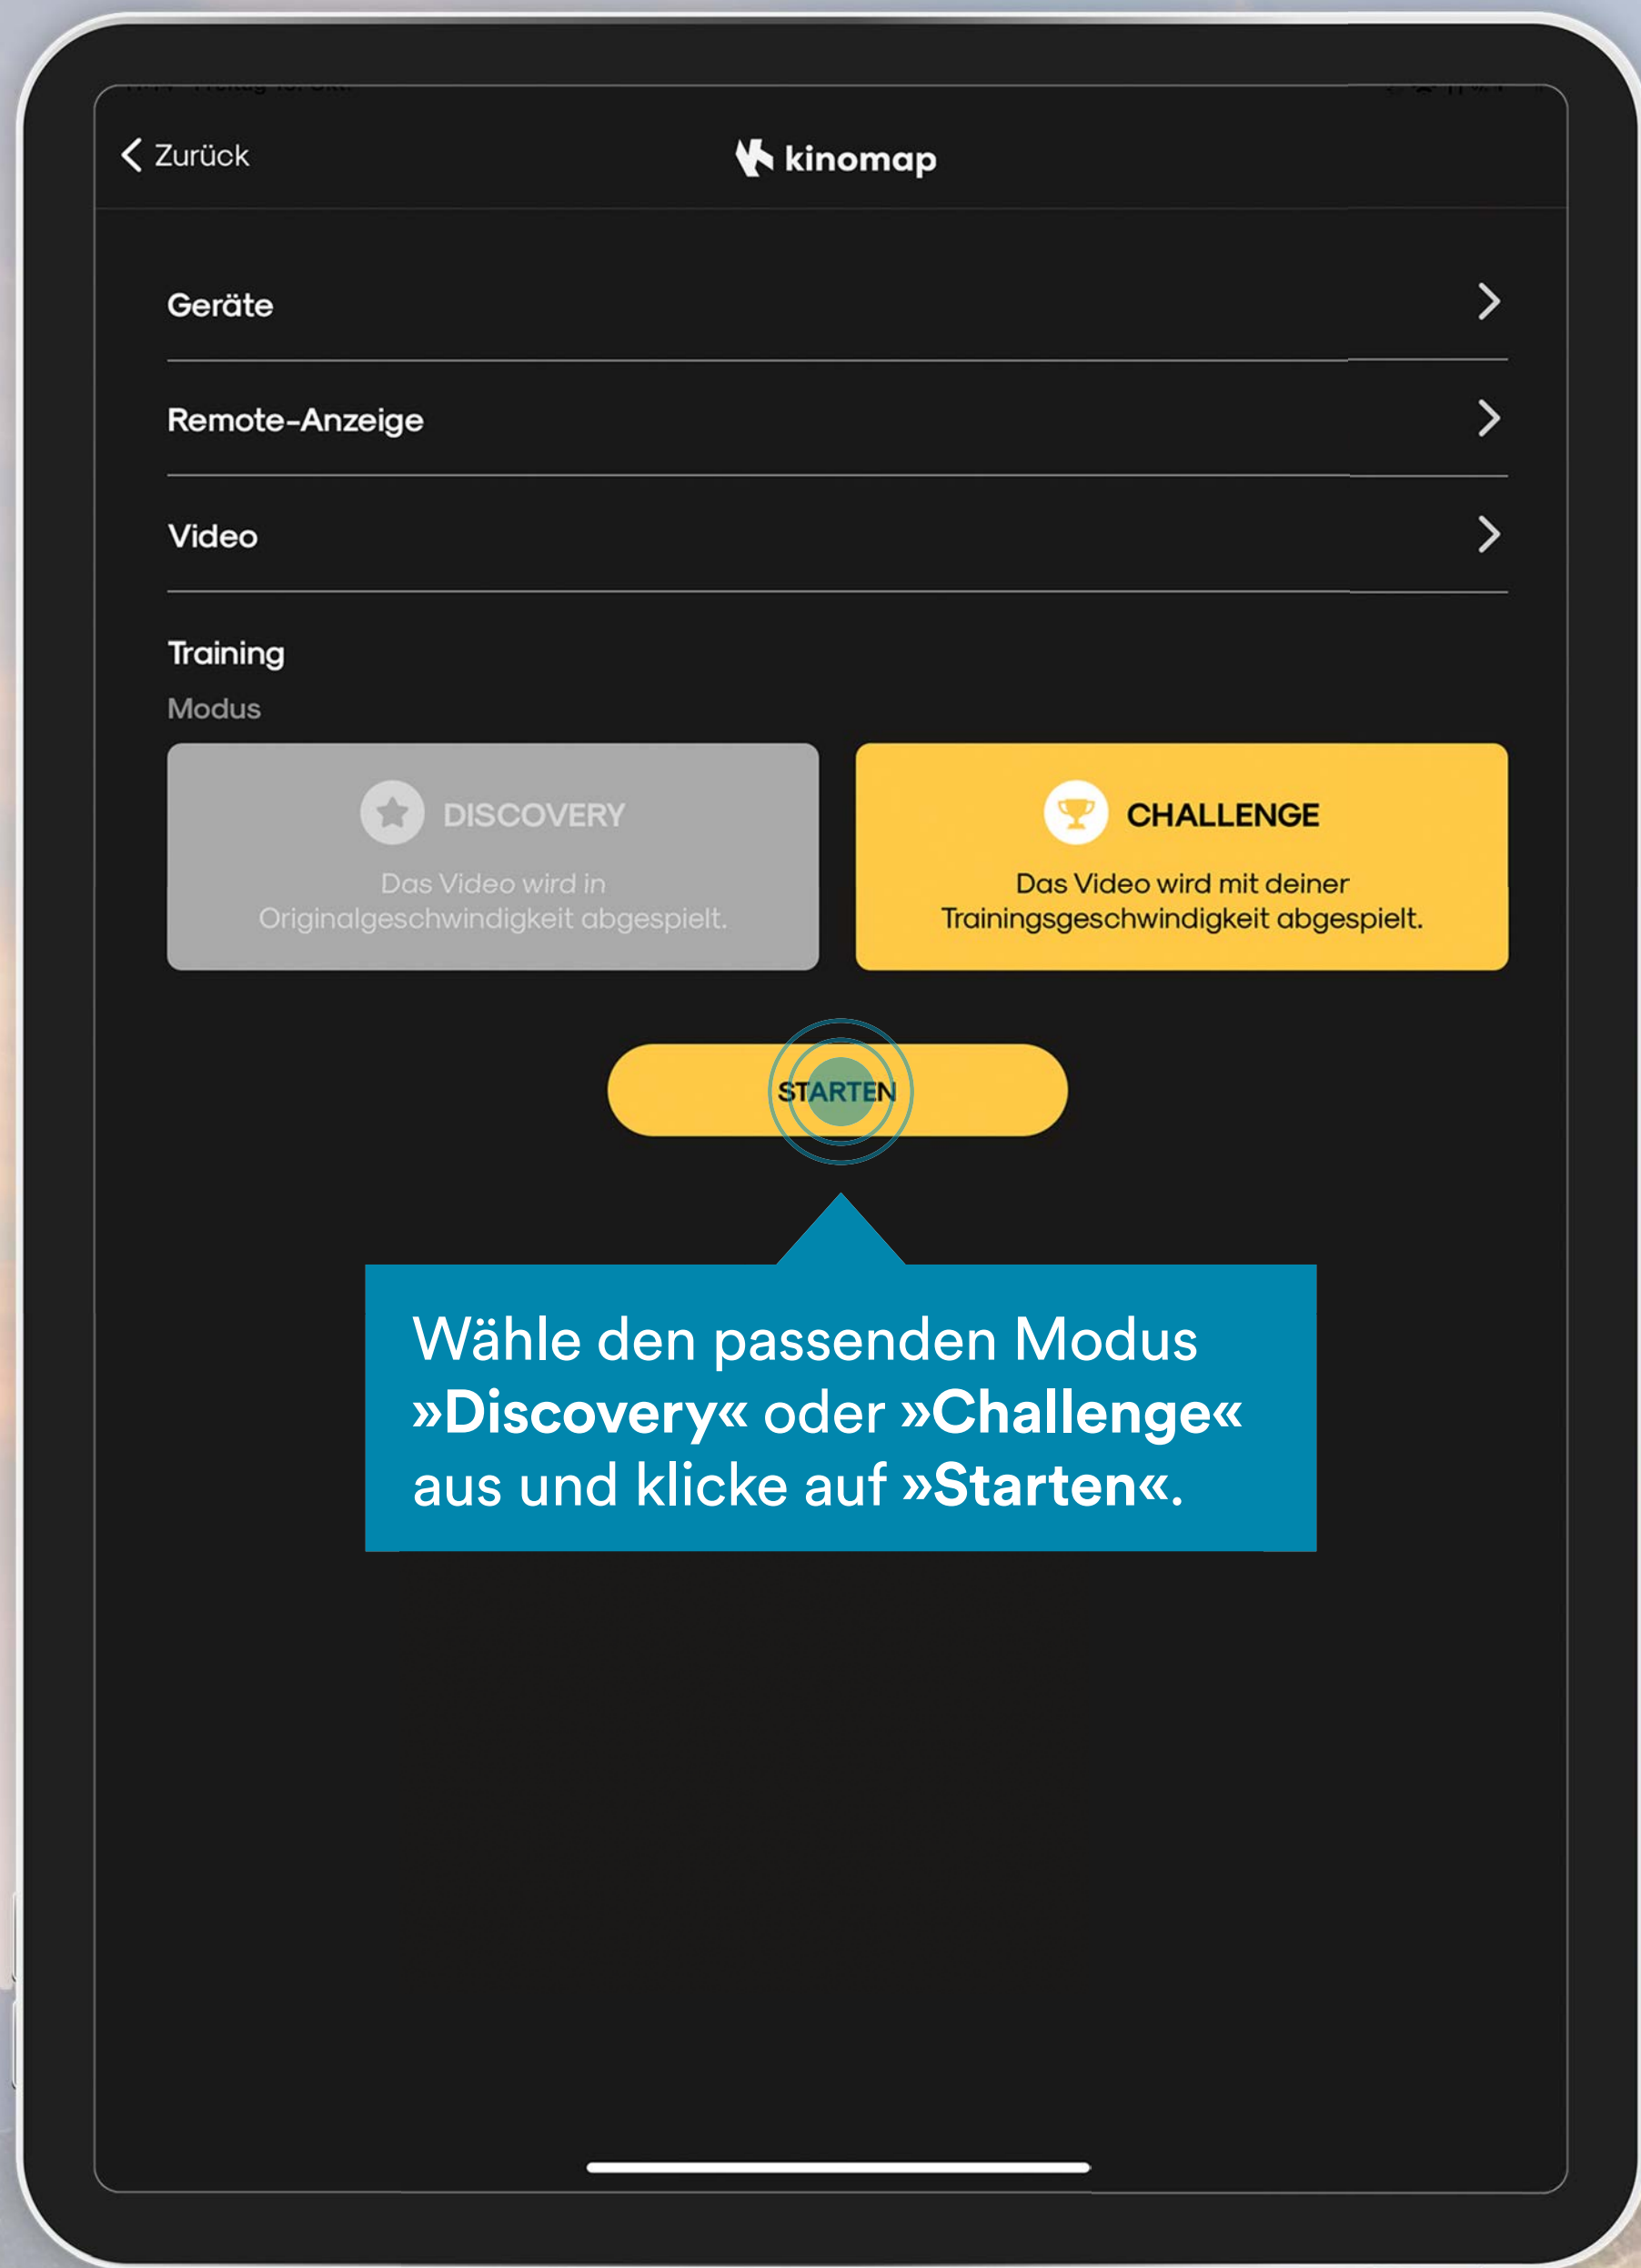 Zurück
kinomap
Geräte
Remote-Anzeige
Video
Training
Modus
DISCOVERY
Das Video wird in
Originalgeschwindigkeit abgespielt.
CHALLENGE
Das Video wird mit deiner
Trainingsgeschwindigkeit abgespielt.
STARTEN
Wähle den passenden Modus
»Discovery« oder »Challenge«
aus und klicke auf »Starten«.